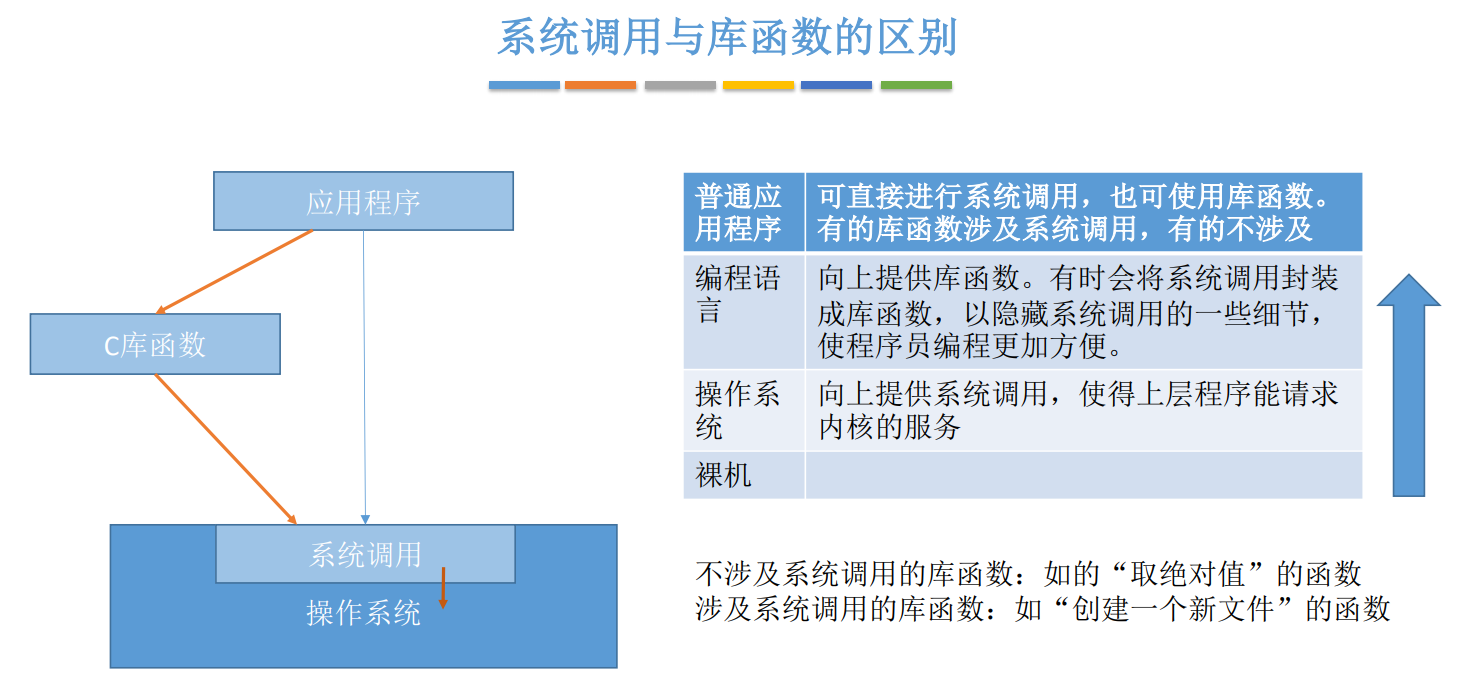 系统调用与库函数的区别
应用程序
C库函数
系统调用
操作系统
普通应
用程序
可直接进行系统调用，也可使用库函数。
有的库函数涉及系统调用，有的不涉及
编程语
言
向上提供库函数。有时会将系统调用封装
成库函数，以隐藏系统调用的一些细节，
使程序员编程更加方便。
操作系
统
向上提供系统调用，使得上层程序能请求
内核的服务
裸机
不涉及系统调用的库函数：如的“取绝对值”的函数
涉及系统调用的库函数：如“创建一个新文件”的函数